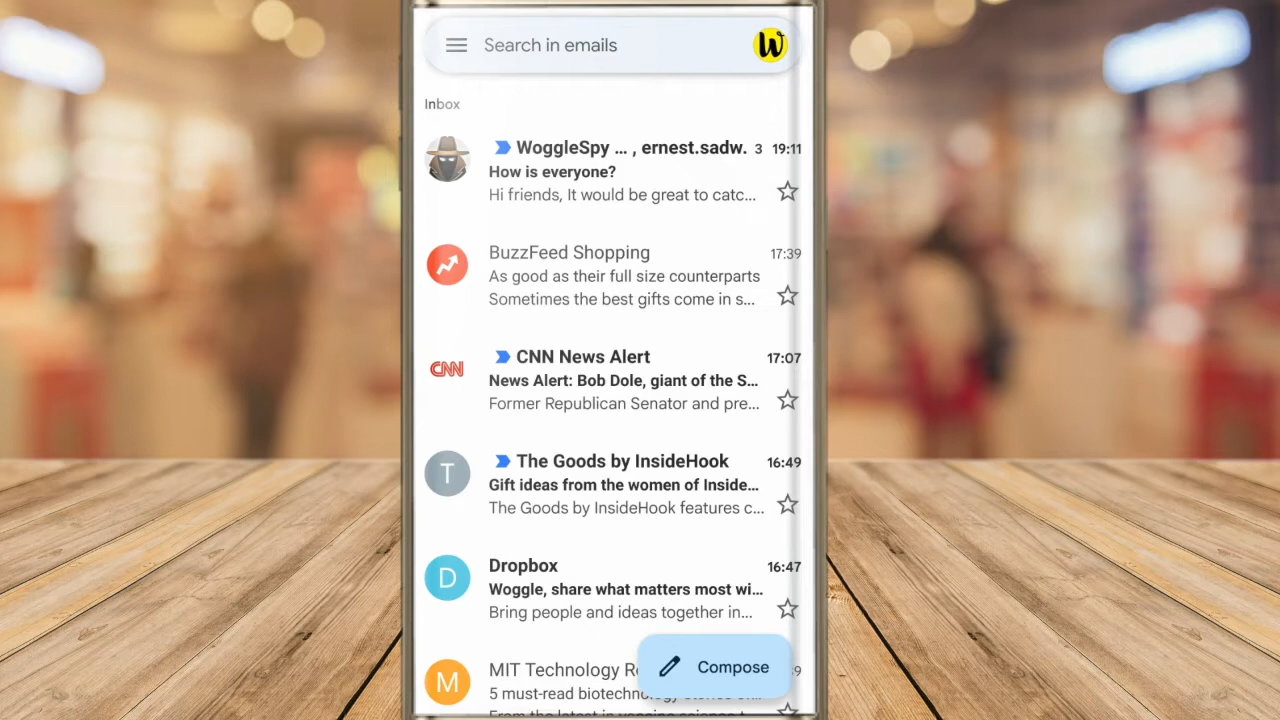 Search in emails
W
Inbox
WoggleSpy ... , ernest.sadw. 3 19:11
How is everyone?
Hi friends, It would be great to catc...
BuzzFeed Shopping 17:39
As good as their full size counterparts
Sometimes the best gifts come in s...
CNN
CNN News Alert 17:07
News Alert: Bob Dole, giant of the S...
Former Republican Senator and pre...
T
The Goods by InsideHook 16:49
Gift ideas from the women of Inside...
The Goods by InsideHook features c...
D
Dropbox 16:47
Woggle, share what matters most wi...
Bring people and ideas together in...
M
MIT Technology
5 must-read
Compose